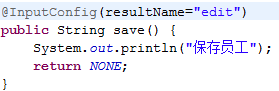 @InputConfig(resultName="edit")
public String save() {
    System.out.println("保存员工");
    return NONE;
}